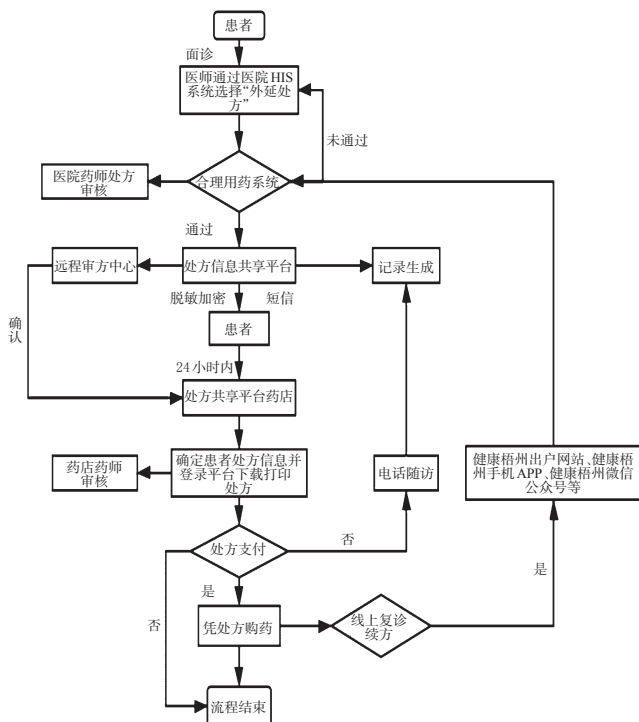 患者
面诊
医师通过医院HIS
系统选择“外延处
方”
未通过
医院药师处方
审核
合理用药系统
通过
远程审方中心
处方信息共享平台
记录生成
脱敏加密
短信
确认
患者
24小时内
处方共享平台药店
药店药师
审核
确定患者处方信息并
登录平台下载打印
处方
电话随访
健康梧州出户网站、健康梧
州手机APP、健康梧州微信
公众号等
处方支付
否
是
是
否
凭处方购药
线上复诊
续方
流程结束